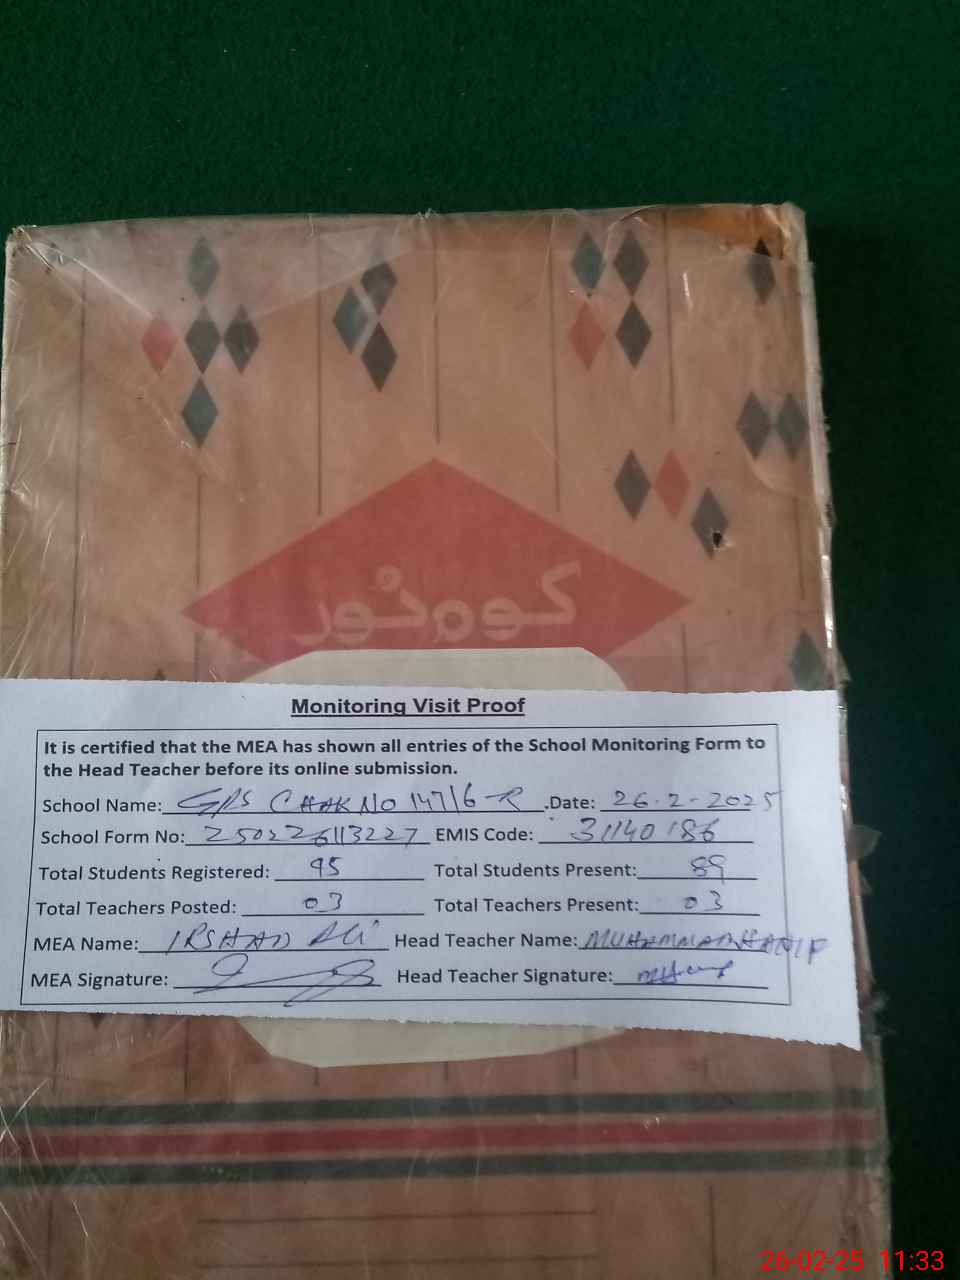 کوہ نور
Monitoring Visit Proof
It is certified that the MEA has shown all entries of the School Monitoring Form to
the Head Teacher before its online submission.
School Name: GPS CHAK NO 147/6-R .Date: 26-2-2025
School Form No: 250226113227 EMIS Code: 31140186
Total Students Registered: 95 Total Students Present: 89
Total Teachers Posted: 03 Total Teachers Present: 03
MEA Name: IRSHAD Ali Head Teacher Name: MUHAMMAD HANIF
MEA Signature: Head Teacher Signature:
26-02-25 11:33